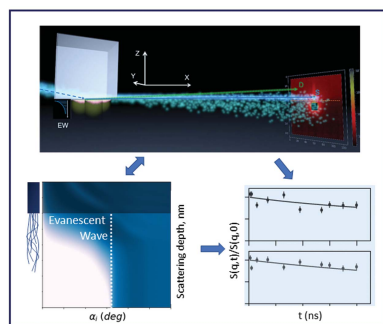 Z
Y
X
EW
Evanescent
Wave
Scattering depth, nm
αi (deg)
S(q,t)/S(q,0)
t (ns)